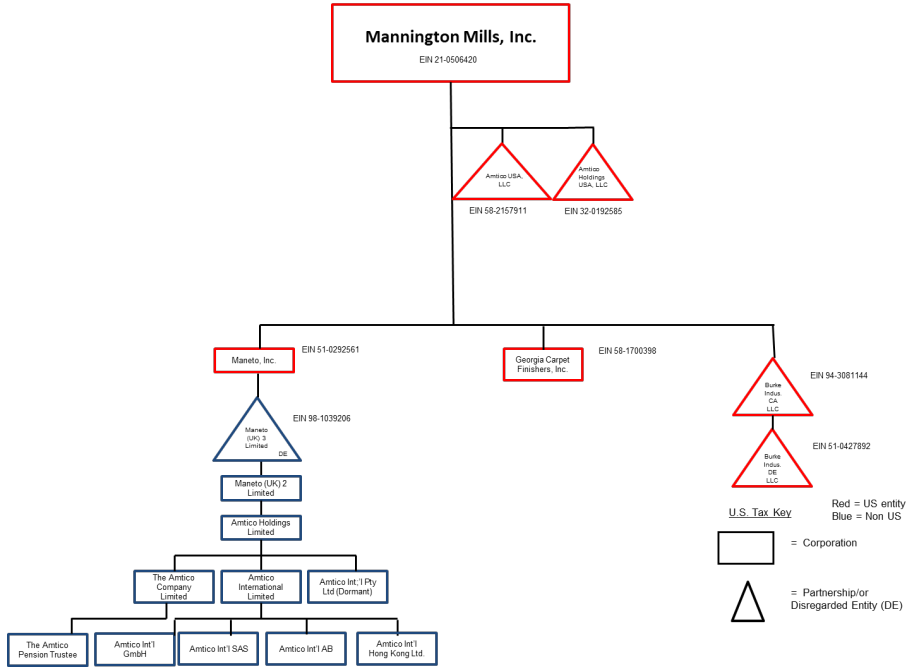 Mannington Mills, Inc.
EIN 21-0506420
Amtico USA,
LLC
Amtico
Holdings
USA, LLC
EIN 58-2157911
EIN 32-0192585
EIN 51-0292561
Maneto, Inc.
EIN 58-1700398
Georgia Carpet
Finishers, Inc.
EIN 94-3081144
Burke
Indus.
CA
LLC
EIN 98-1039206
Maneto
(UK) 3
Limited
DE
EIN 51-0427892
Burke
Indus.
DE
LLC
Maneto (UK) 2
Limited
Amtico Holdings
Limited
The Amtico
Company
Limited
Amtico
International
Limited
Amtico Int;'l Pty
Ltd (Dormant)
The Amtico
Pension Trustee
Amtico Int'l
GmbH
Amtico Int'l SAS
Amtico Int'l AB
Amtico Int'l
Hong Kong Ltd.
U.S. Tax Key
Red = US entity
Blue = Non US
= Corporation
= Partnership/or
Disregarded Entity (DE)